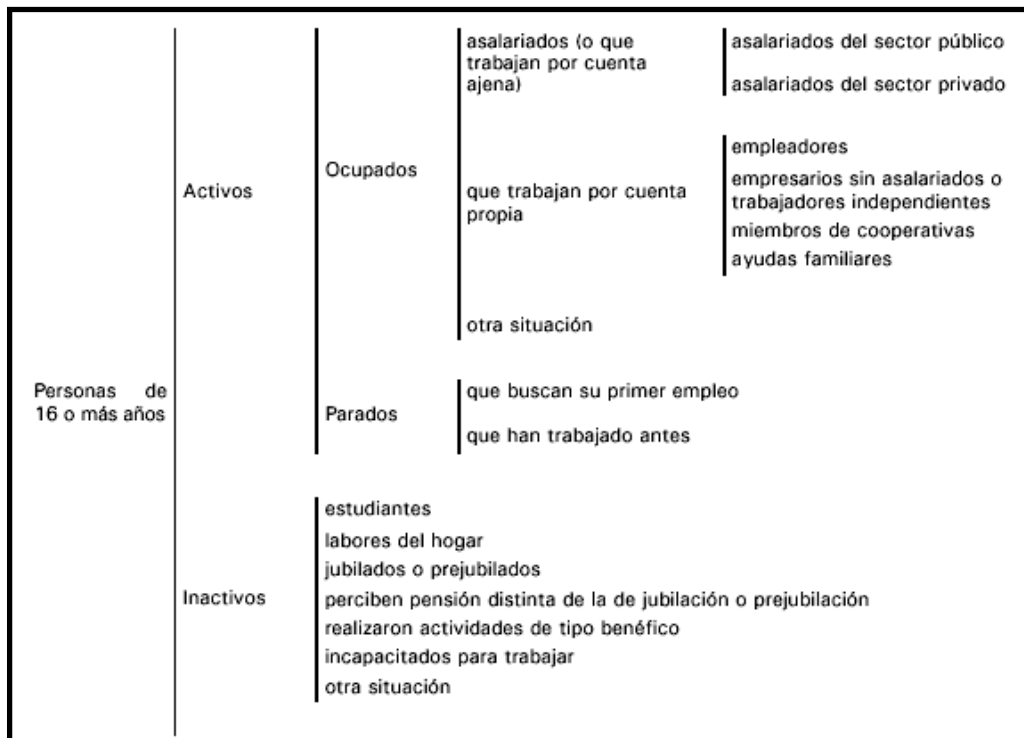 Personas de
16 o más años
Activos
Ocupados
asalariados (o que
trabajan por cuenta
ajena)
asalariados del sector público
asalariados del sector privado
que trabajan por cuenta
propia
empleadores
empresarios sin asalariados o
trabajadores independientes
miembros de cooperativas
ayudas familiares
otra situación
Parados
que buscan su primer empleo
que han trabajado antes
Inactivos
estudiantes
labores del hogar
jubilados o prejubilados
perciben pensión distinta de la de jubilación o prejubilación
realizaron actividades de tipo benéfico
incapacitados para trabajar
otra situación